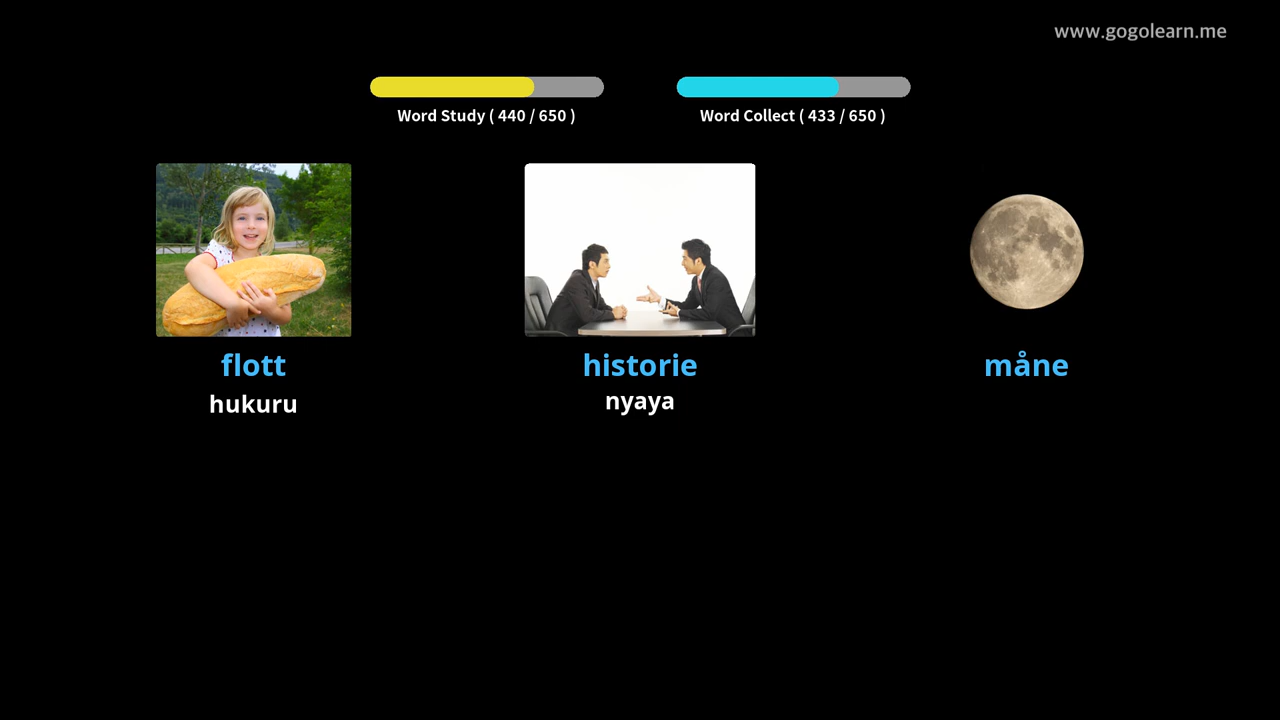 www.gogolearn.me
Word Study ( 440 / 650 )
Word Collect ( 433 / 650 )
flott
historie
måne
hukuru
nyaya